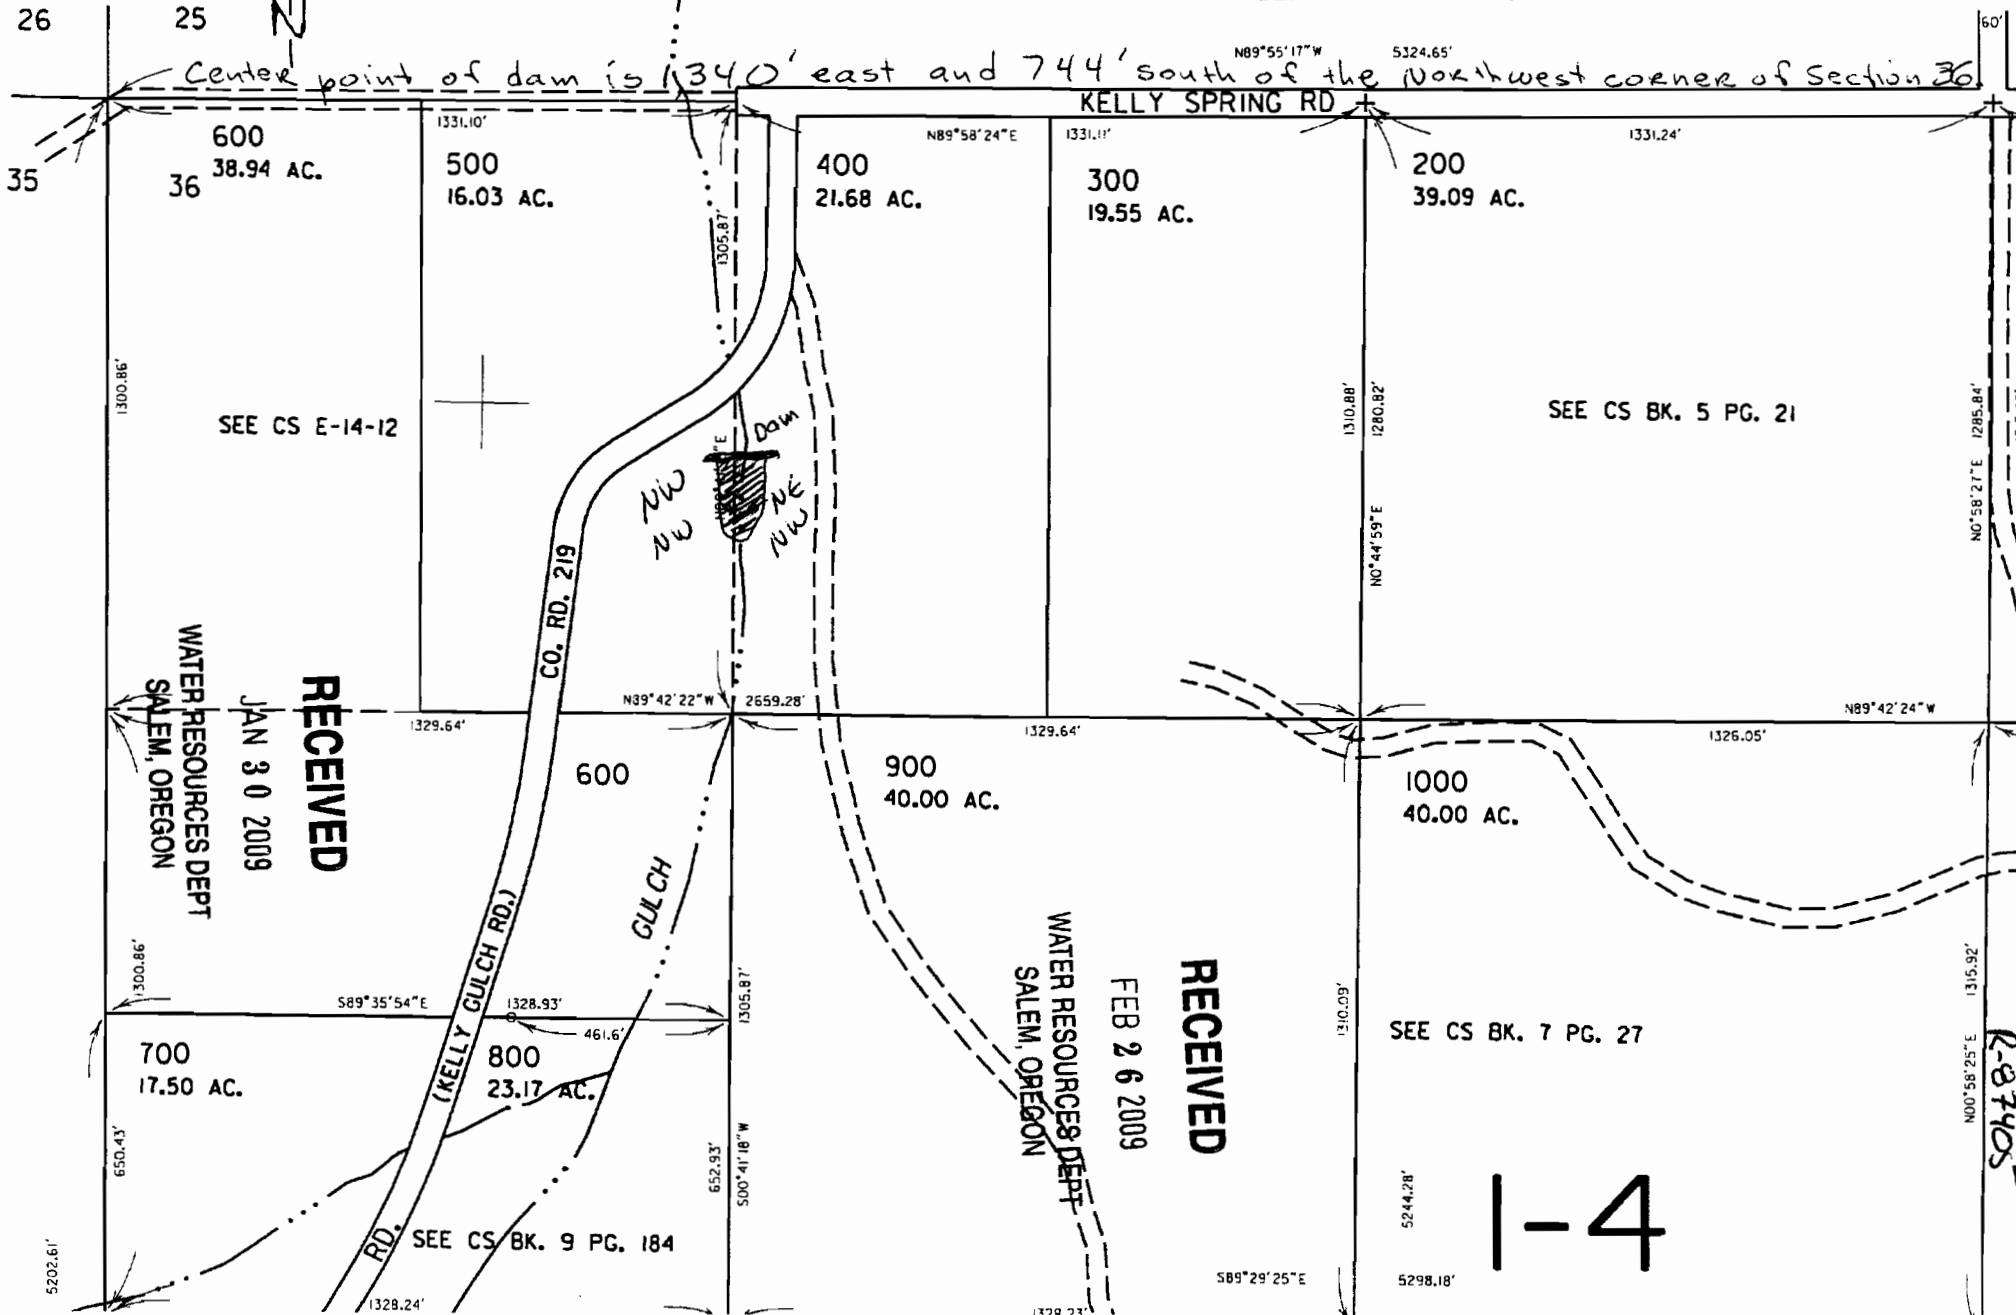 26
25
N
N89°55'17"W
5324.65'
60'
Center point of dam is 1,340' east and 744' south of the Northwest corner of Section 36.
KELLY SPRING RD
1331.10'
N89°58'24"E
1331.11'
1331.24'
35
36
600
38.94 AC.
500
16.03 AC.
400
21.68 AC.
300
19.55 AC.
200
39.09 AC.
1305.87'
1300.86'
SEE CS E-14-12
1310.88'
1280.82'
N0°44'59"E
SEE CS BK. 5 PG. 21
1285.84'
N0°58'27"E
Dam
NW
NW
NE
NW
CO. RD. 219
1329.64'
N89°42'22"W
2659.28'
1329.64'
N89°42'24"W
1326.05'
RECEIVED
JAN 30 2009
WATER RESOURCES DEPT
SALEM, OREGON
600
900
40.00 AC.
1000
40.00 AC.
GULCH
(KELLY GULCH RD.)
1300.86'
S89°35'54"E
1328.93'
461.6'
1305.87'
RECEIVED
FEB 26 2009
WATER RESOURCES DEPT
SALEM, OREGON
1310.09'
1315.92'
N00°58'25"E
SEE CS BK. 7 PG. 27
R-87405
700
17.50 AC.
800
23.17 AC.
650.43'
652.93'
S00°41'18"W
5202.61'
RD.
SEE CS BK. 9 PG. 184
1328.24'
1328.23'
S89°29'25"E
5298.18'
5244.28'
1-4